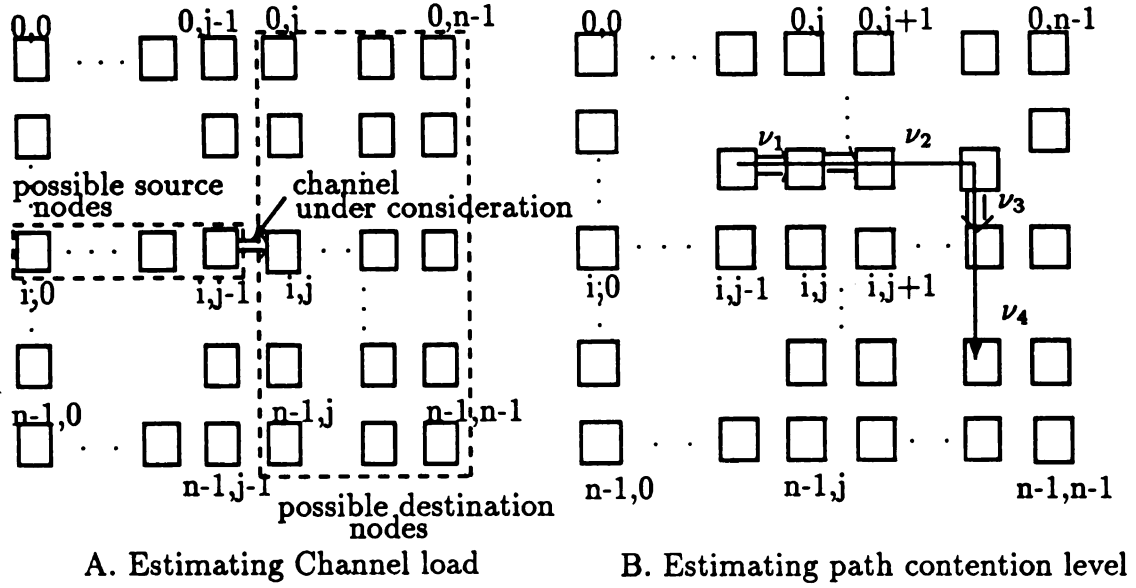 0,0 0,j-1 0,j 0,n-1
possible source
nodes
channel
under consideration
i,0 i,j-1 i,j
n-1,0 n-1,j n-1,n-1
n-1,j-1
possible destination
nodes
A. Estimating Channel load
0,0 0,j 0,j+1 0,n-1
ν1 ν2
ν3
i,0 i,j-1 i,j i,j+1
ν4
n-1,0 n-1,j n-1,n-1
B. Estimating path contention level